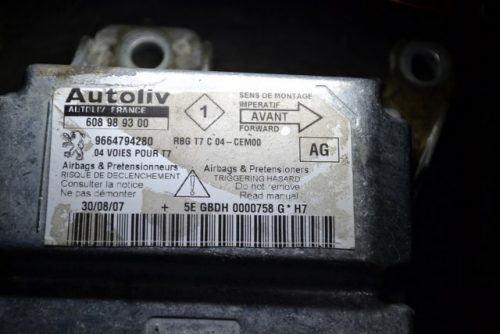 Autoliv
AUTOLIV FRANCE
608 98 93 00
1
SENS DE MONTAGE
IMPERATIF
AVANT
FORWARD
9664794280 RBG T7 C 04-CEM00
04 VOIES POUR T7
AG
Airbags & Pretensionneurs
RISQUE DE DECLENCHEMENT
Consulter la notice
Ne pas démonter
Airbags & Pretensioners
TRIGGERING HASARD
Do not remove
Read manual
30/08/07 + 5E GBDH 0000758 G* H7